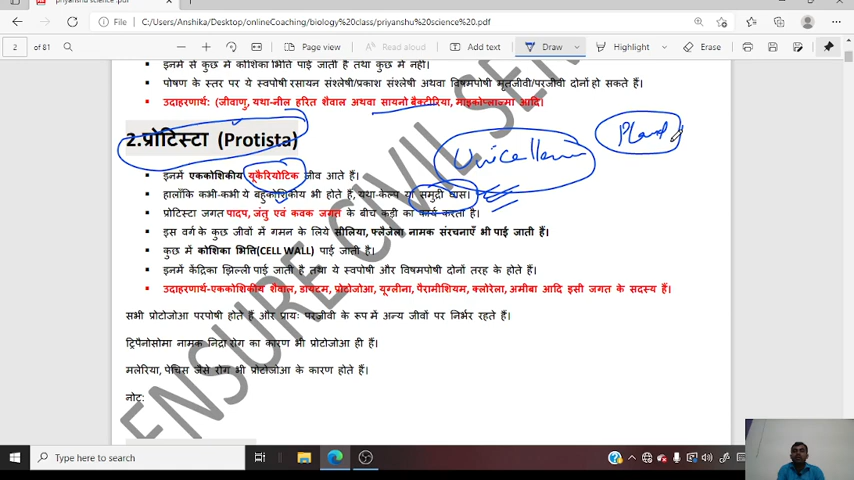 File | C:/Users/Anshika/Desktop/onlineCoaching/biology%20class/priyanshu%20science%20.pdf
2 of 81
Page view | Read aloud | Add text | Draw | Highlight | Erase
इनमें से कुछ में कोशिका भित्ति पाई जाती है तथा कुछ में नहीं।
पोषण के स्तर पर ये स्वपोषी रसायन संश्लेषी/प्रकाश संश्लेषी अथवा विषमपोषी मृतजीवी/परजीवी दोनों हो सकते हैं।
उदाहरणार्थ: (जीवाणु, यथा-नील हरित शैवाल अथवा सायनो बैक्टीरिया, माइकोप्लाज्मा आदि)
2.प्रोटिस्टा (Protista)
Unicellular
Plant
इनमें एककोशिकीय यूकैरियोटिक जीव आते हैं।
हालाँकि कभी-कभी ये बहुकोशिकीय भी होते हैं, यथा-केल्प या समुद्री घास।
प्रोटिस्टा जगत पादप, जंतु एवं कवक जगत के बीच कड़ी का कार्य करता है।
इस वर्ग के कुछ जीवों में गमन के लिये सीलिया, फ्लैजेला नामक संरचनाएँ भी पाई जाती हैं।
कुछ में कोशिका भित्ति(CELL WALL) पाई जाती है।
इनमें केंद्रिका झिल्ली पाई जाती है तथा ये स्वपोषी और विषमपोषी दोनों तरह के होते हैं।
उदाहरणार्थ-एककोशिकीय शैवाल, डायटम, प्रोटोजोआ, यूग्लीना, पैरामीशियम, क्लोरेला, अमीबा आदि इसी जगत के सदस्य हैं।
सभी प्रोटोजोआ परपोषी होते हैं और प्रायः परजीवी के रूप में अन्य जीवों पर निर्भर रहते हैं।
ट्रिपैनोसोमा नामक निद्रा रोग का कारण भी प्रोटोजोआ ही हैं।
मलेरिया, पेचिस जैसे रोग भी प्रोटोजोआ के कारण होते हैं।
नोट:
ENSURE CIVIL SEN
Type here to search